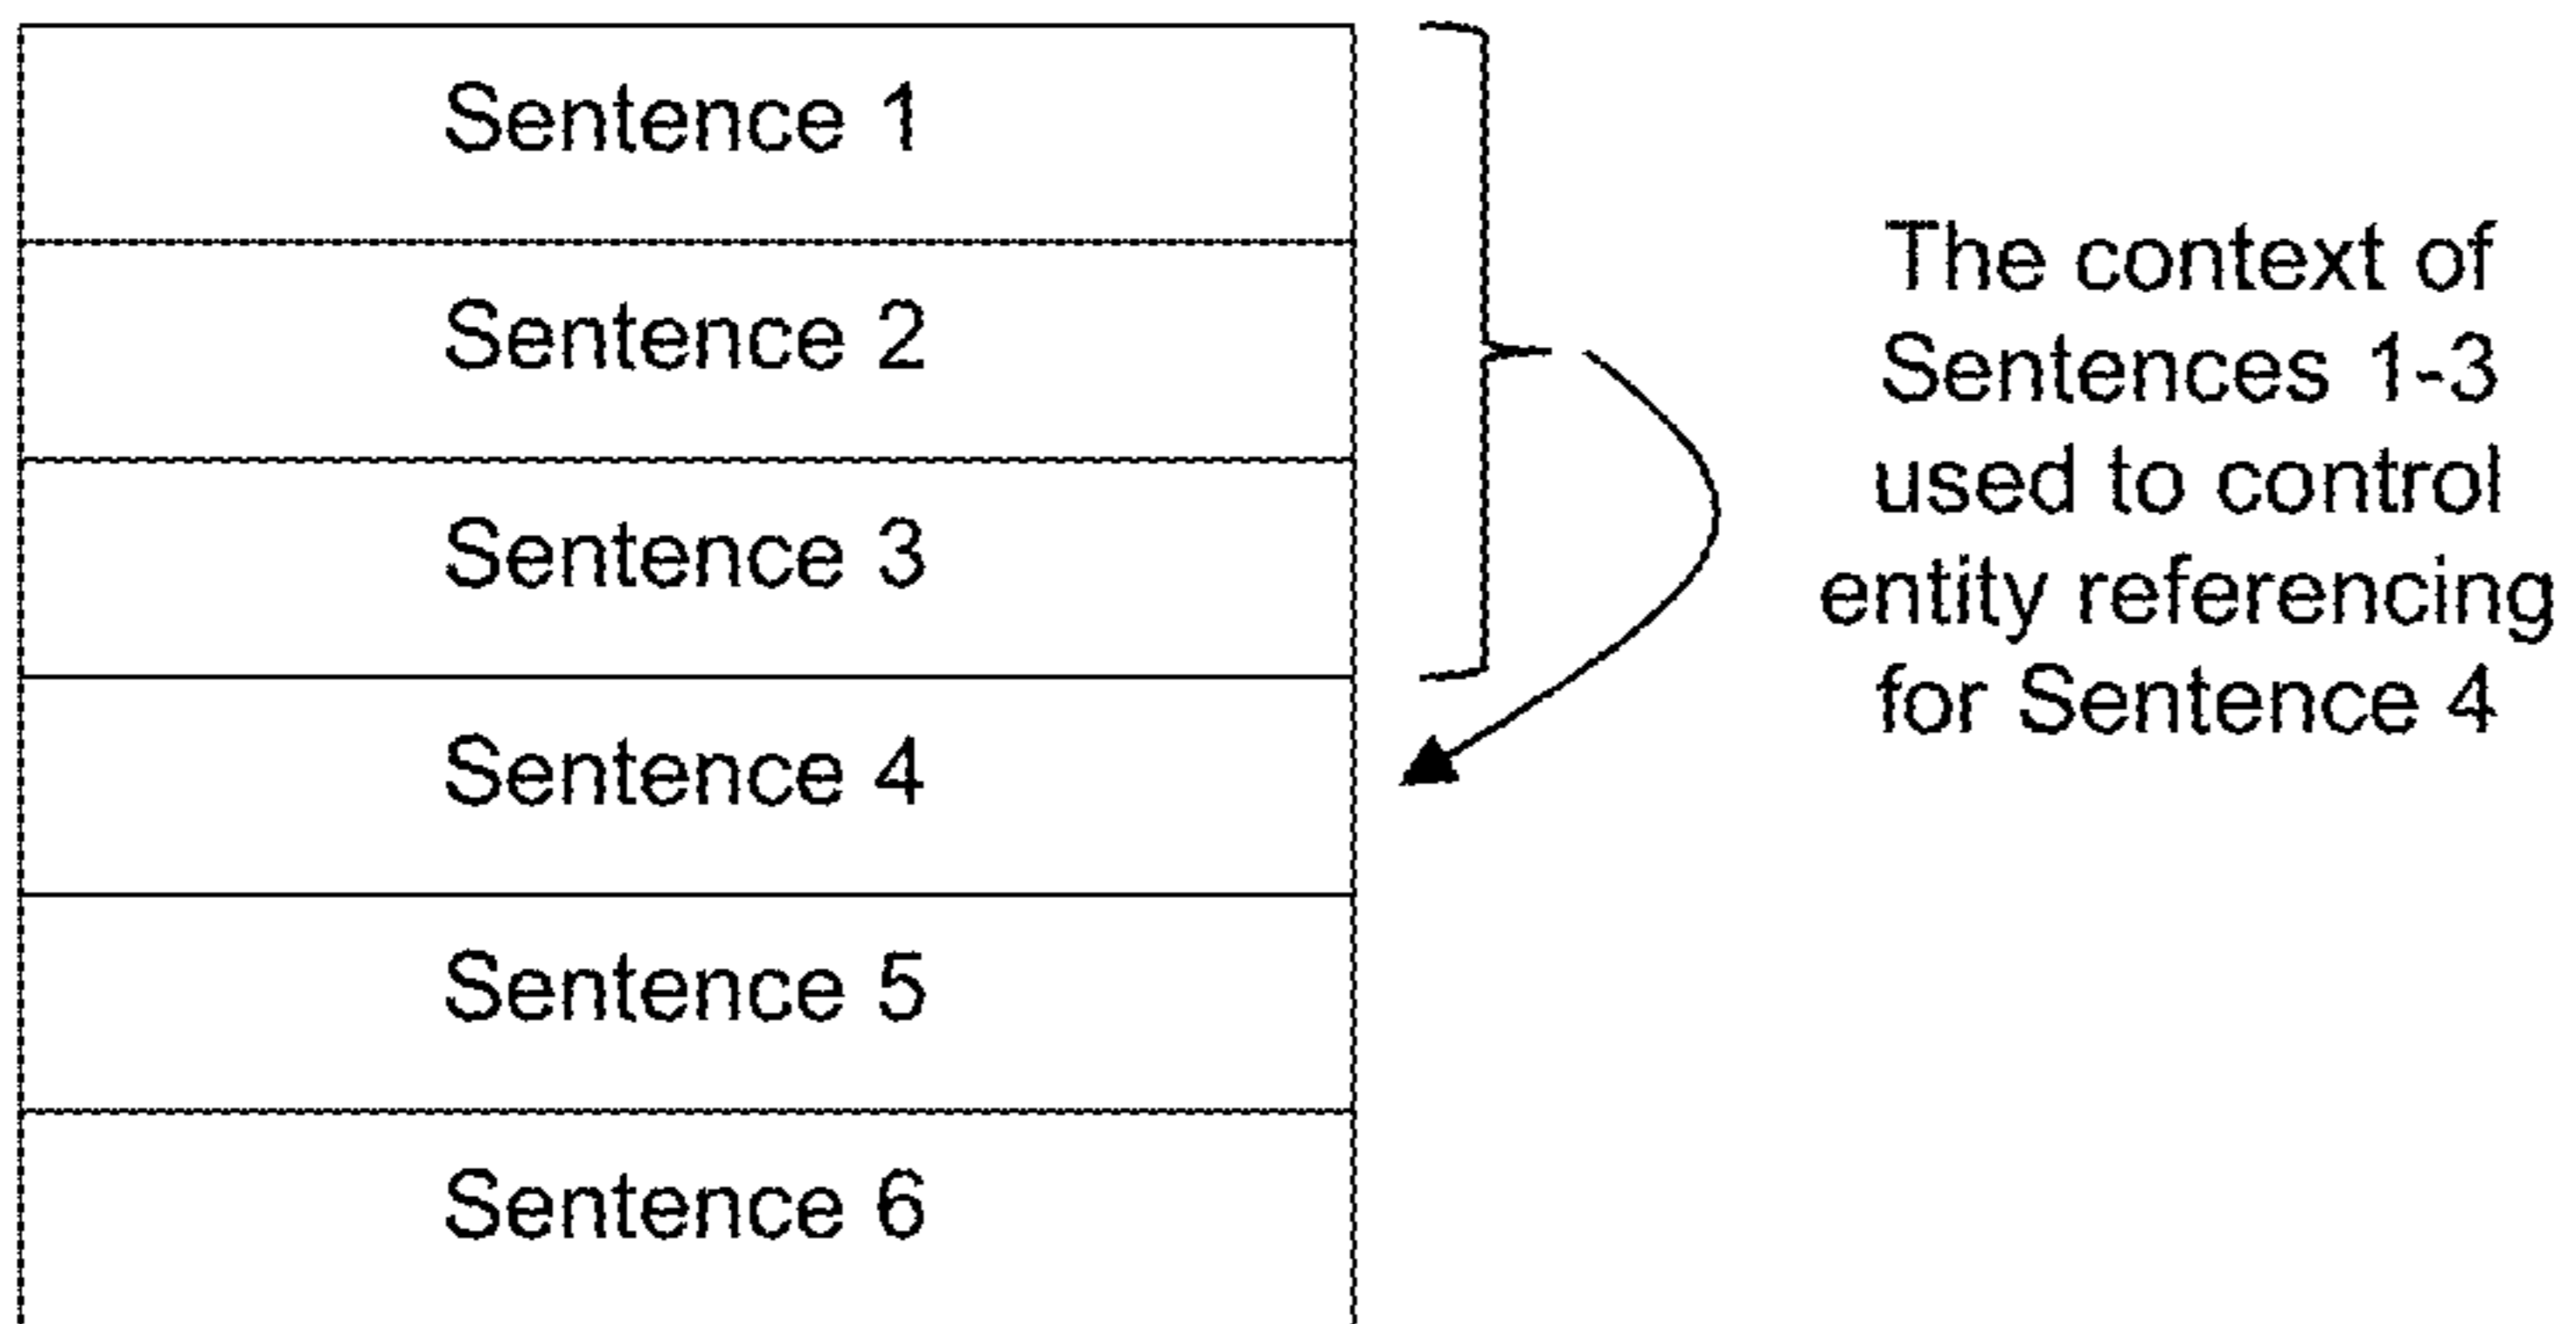 Sentence 1
Sentence 2
Sentence 3
Sentence 4
Sentence 5
Sentence 6
The context of
Sentences 1-3
used to control
entity referencing
for Sentence 4